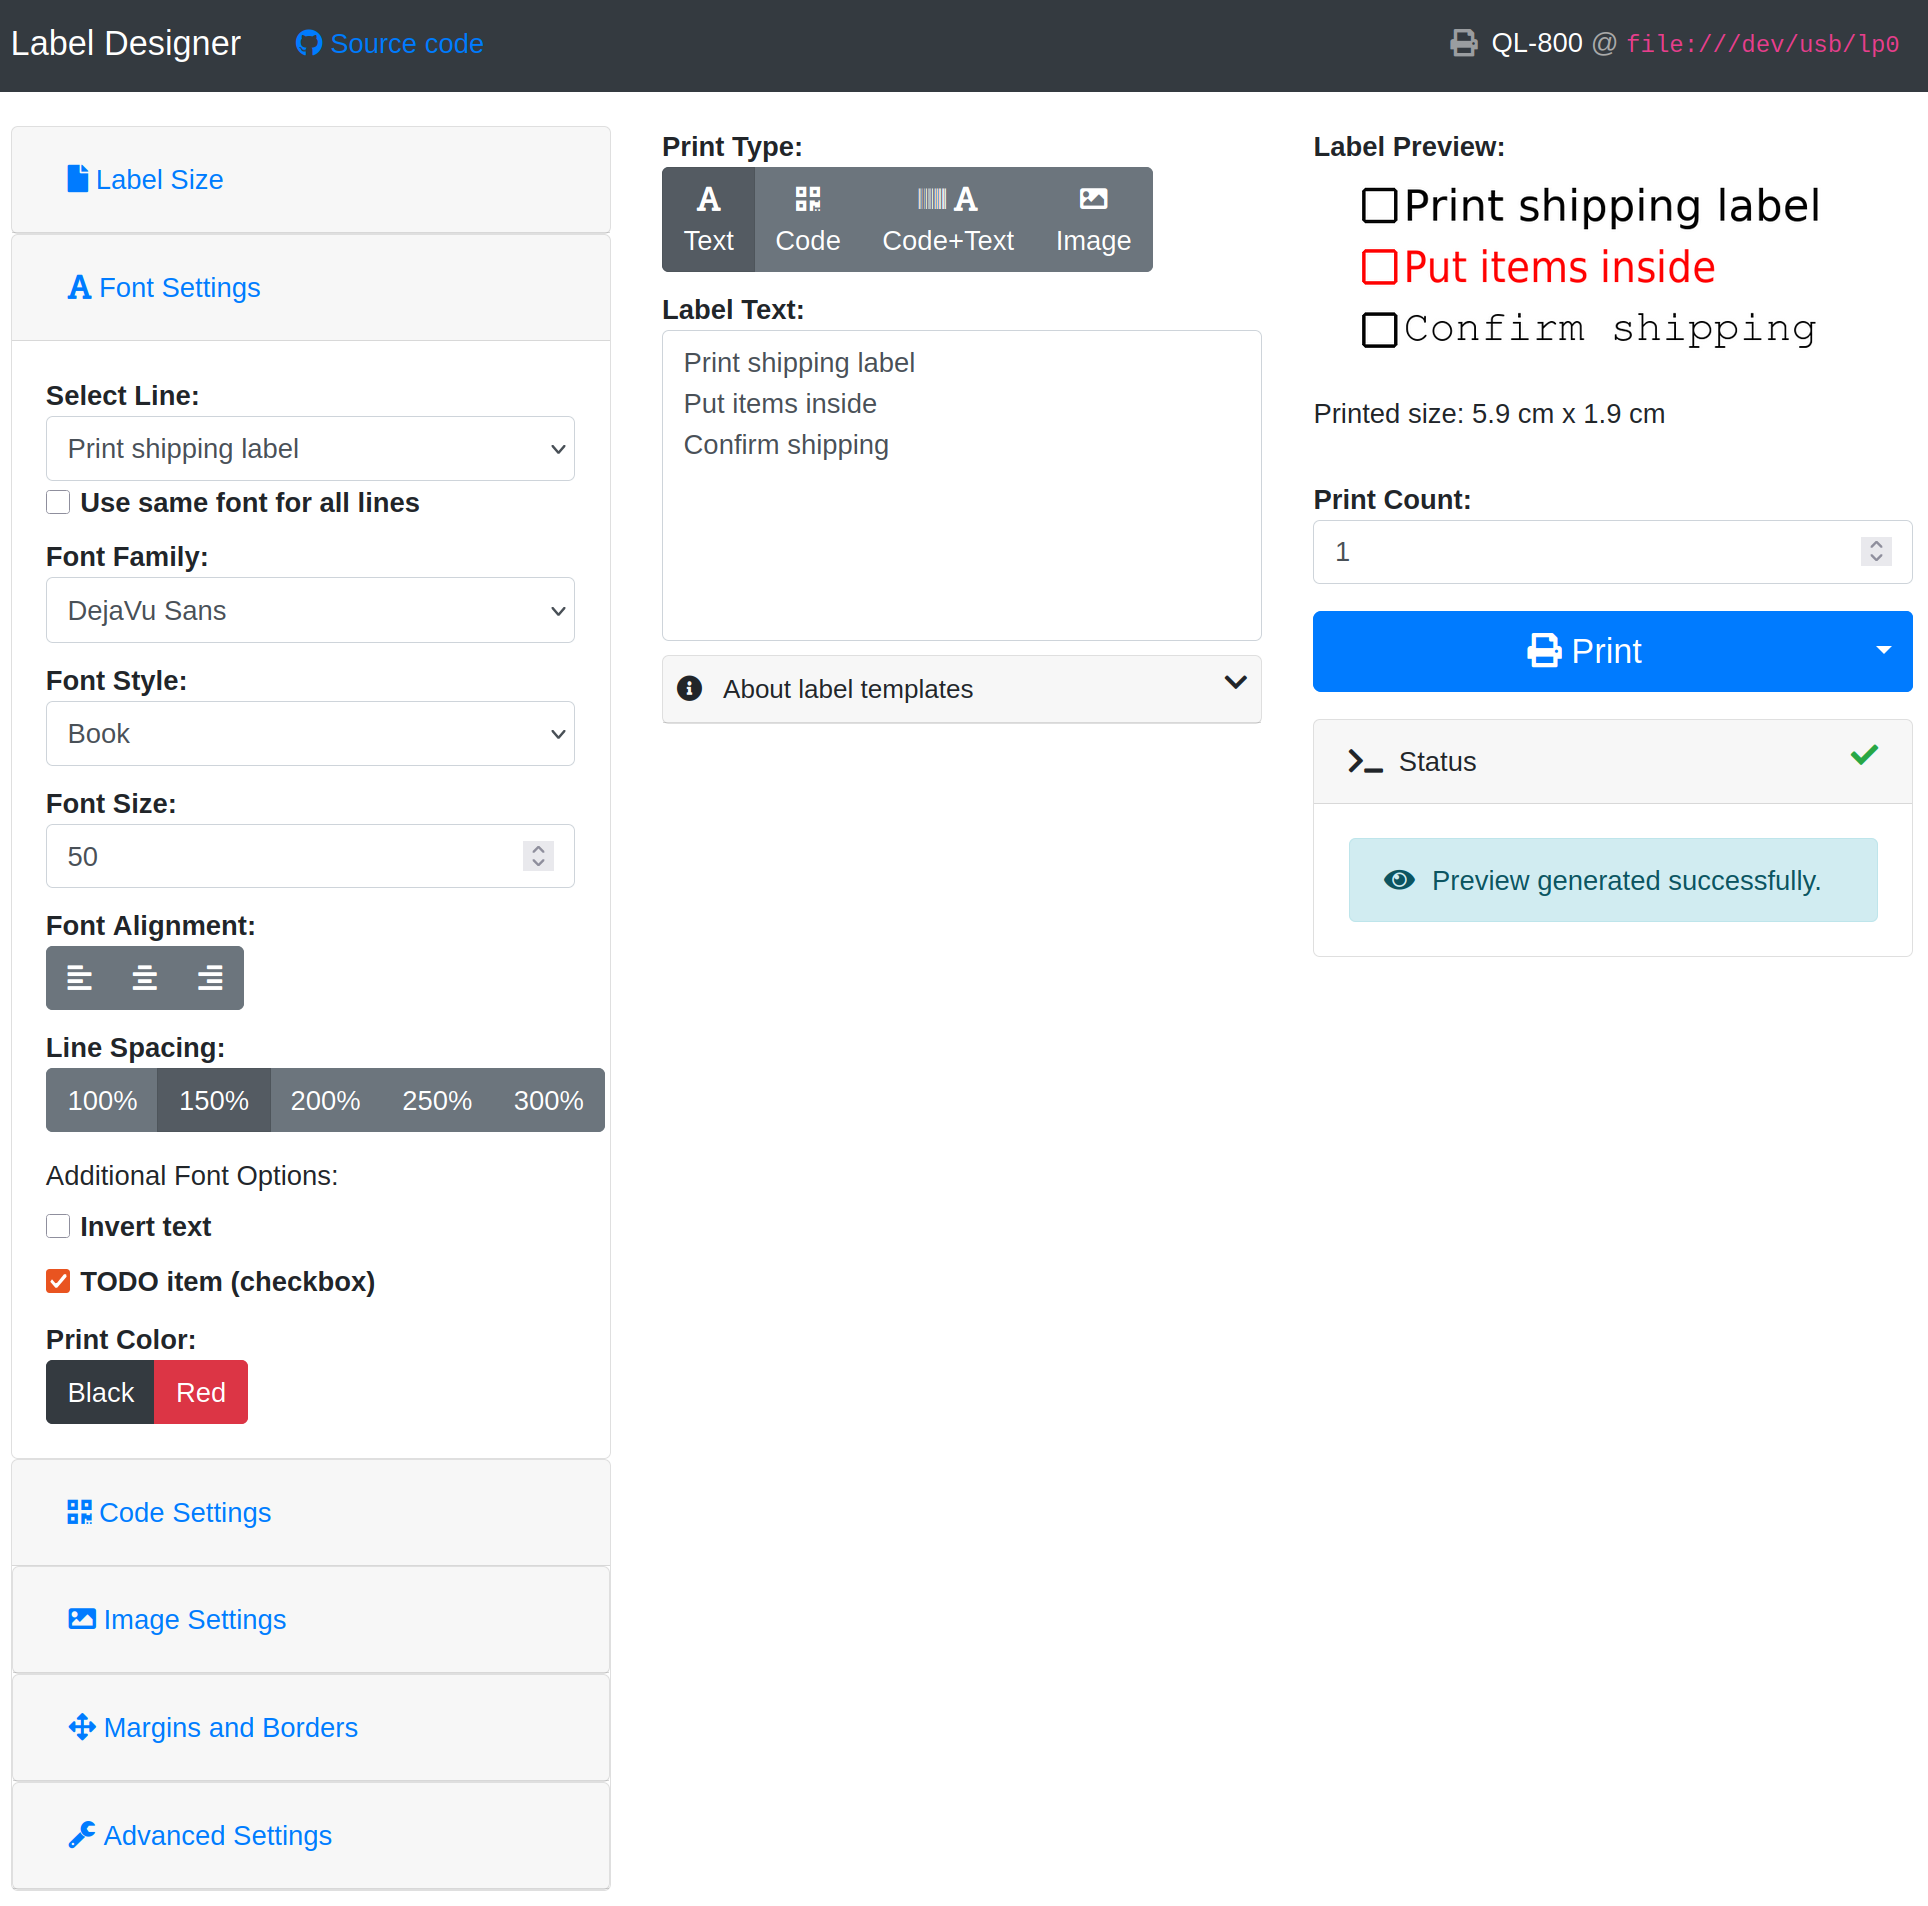 Label Designer
Source code
QL-800 @ file:///dev/usb/lp0
Label Size
Font Settings
Select Line:
Print shipping label
Use same font for all lines
Font Family:
DejaVu Sans
Font Style:
Book
Font Size:
50
Font Alignment:
Line Spacing:
100% 150% 200% 250% 300%
Additional Font Options:
Invert text
TODO item (checkbox)
Print Color:
Black Red
Code Settings
Image Settings
Margins and Borders
Advanced Settings
Print Type:
Text Code Code+Text Image
Label Text:
Print shipping label
Put items inside
Confirm shipping
About label templates
Label Preview:
Print shipping label
Put items inside
Confirm shipping
Printed size: 5.9 cm x 1.9 cm
Print Count:
1
Print
Status
Preview generated successfully.